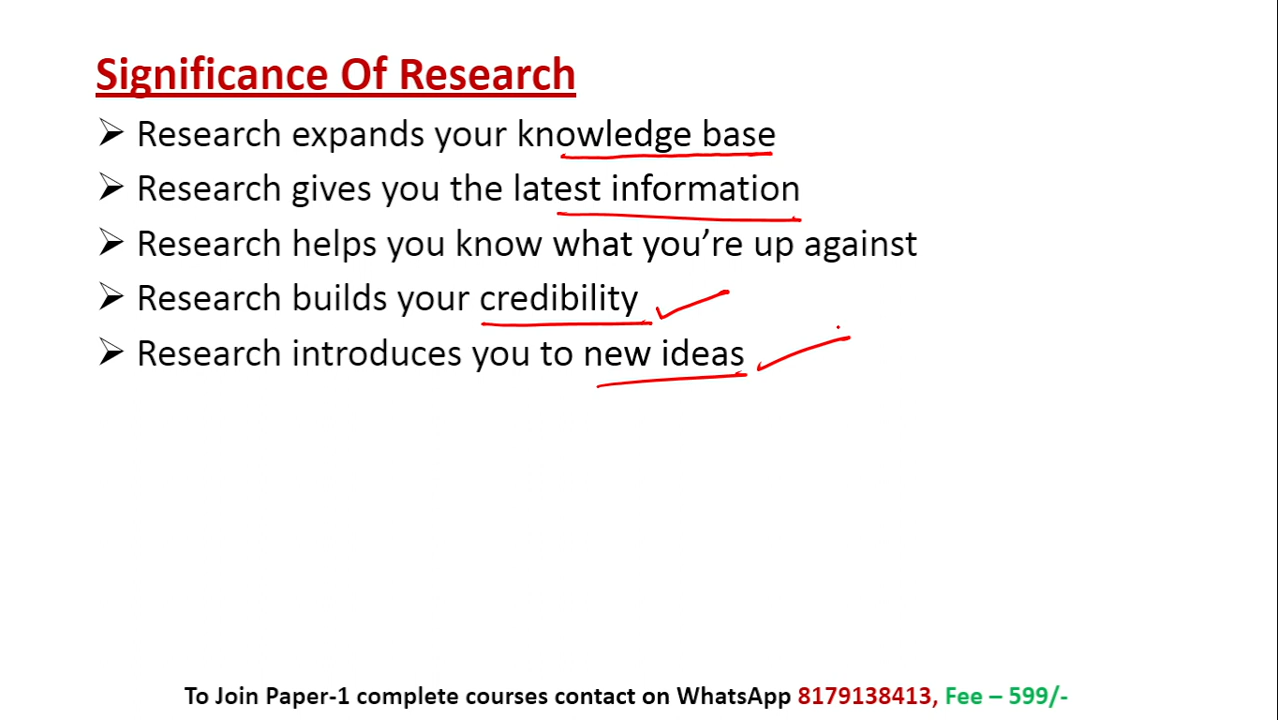 Significance Of Research
➢ Research expands your knowledge base
➢ Research gives you the latest information
➢ Research helps you know what you’re up against
➢ Research builds your credibility
➢ Research introduces you to new ideas
To Join Paper-1 complete courses contact on WhatsApp 8179138413, Fee – 599/-